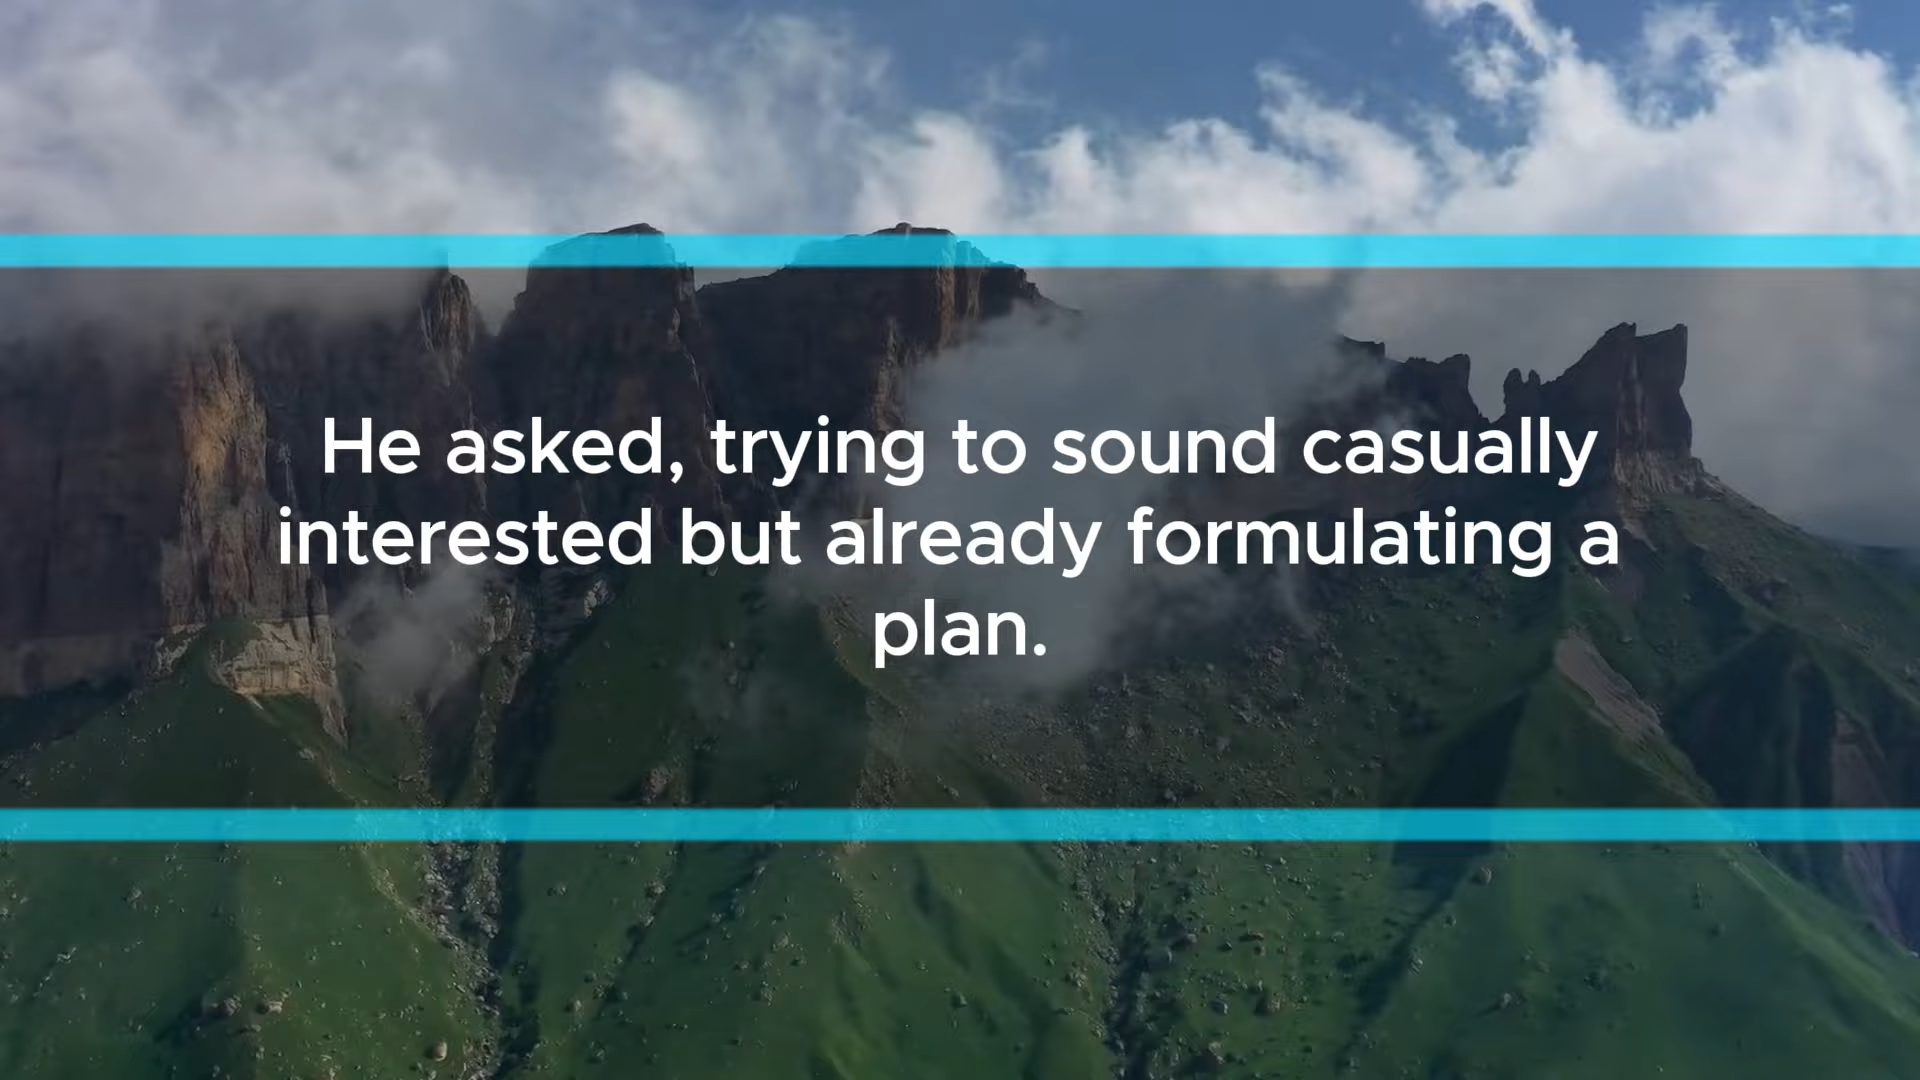 He asked, trying to sound casually
interested but already formulating a
plan.